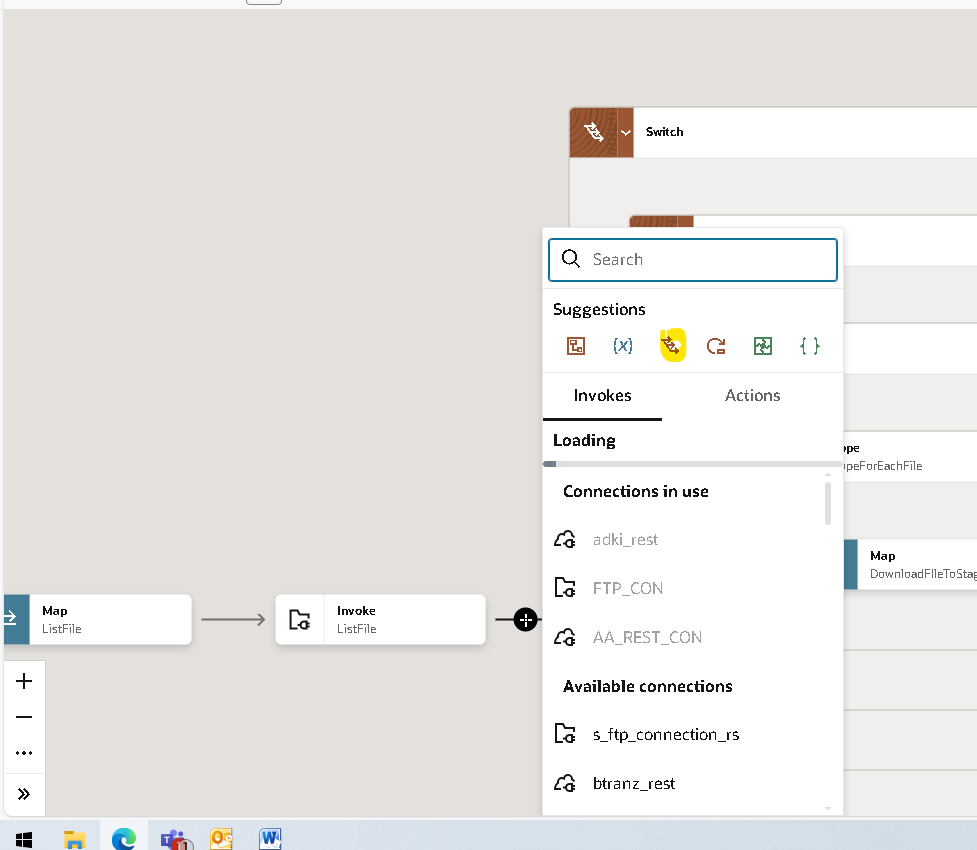 Switch
Search
Suggestions
(x)
{ }
Invokes Actions
Loading
Connections in use
adki_rest
FTP_CON
AA_REST_CON
Available connections
s_ftp_connection_rs
btranz_rest
ope
peForEachFile
Map
DownloadFIleToStag
Map
ListFile
Invoke
ListFile